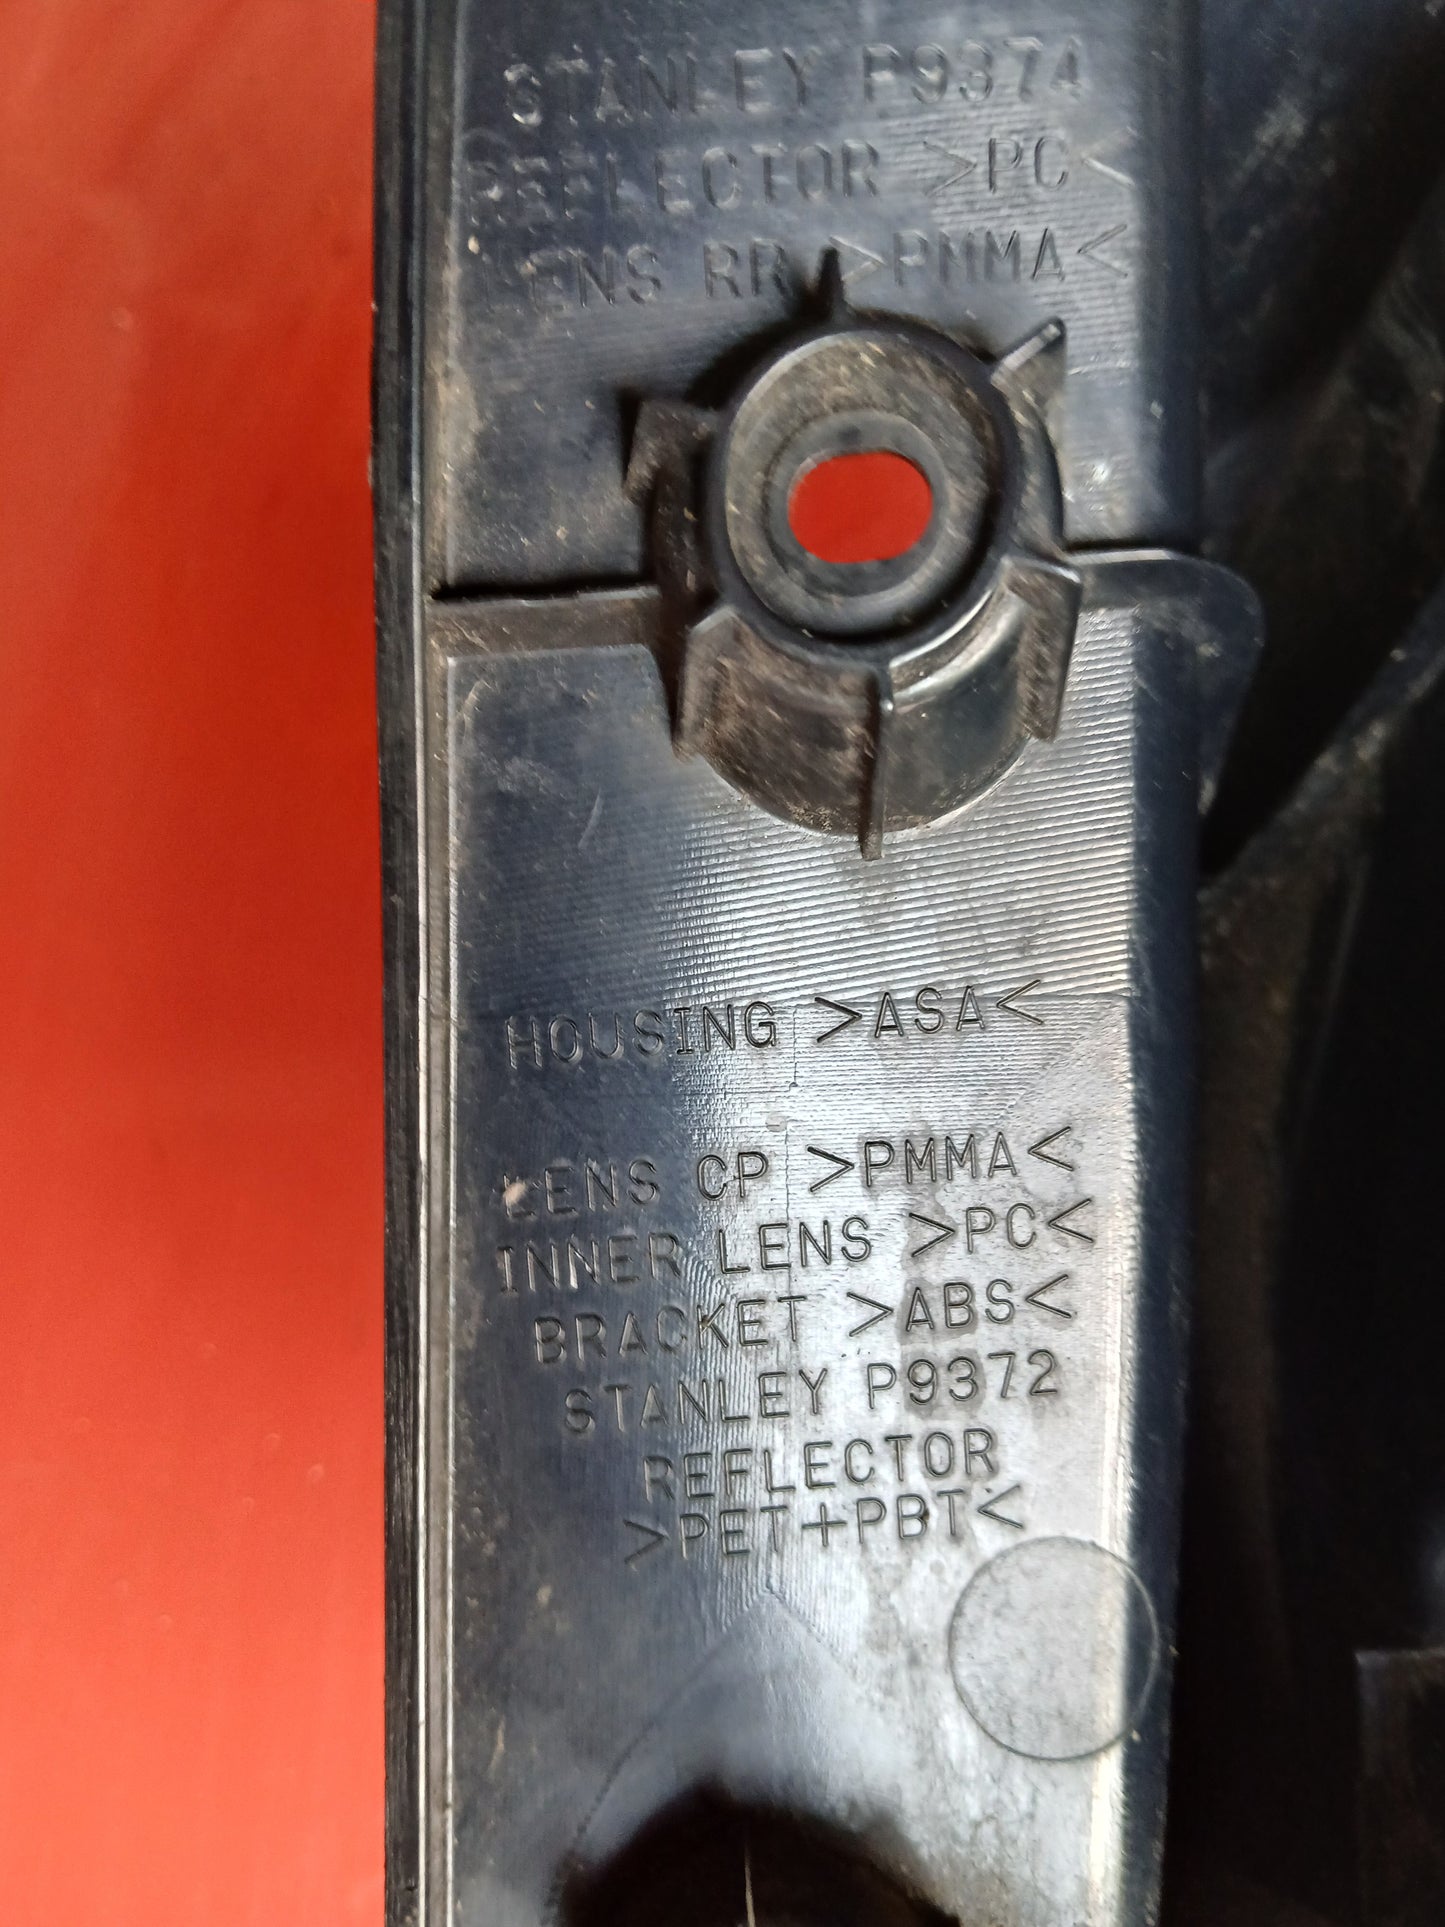 STANLEY P9374
REFLECTOR >PC<
LENS RR >PMMA<
HOUSING >ASA<
LENS CP >PMMA<
INNER LENS >PC<
BRACKET >ABS<
STANLEY P9372
REFLECTOR
>PET+PBT<